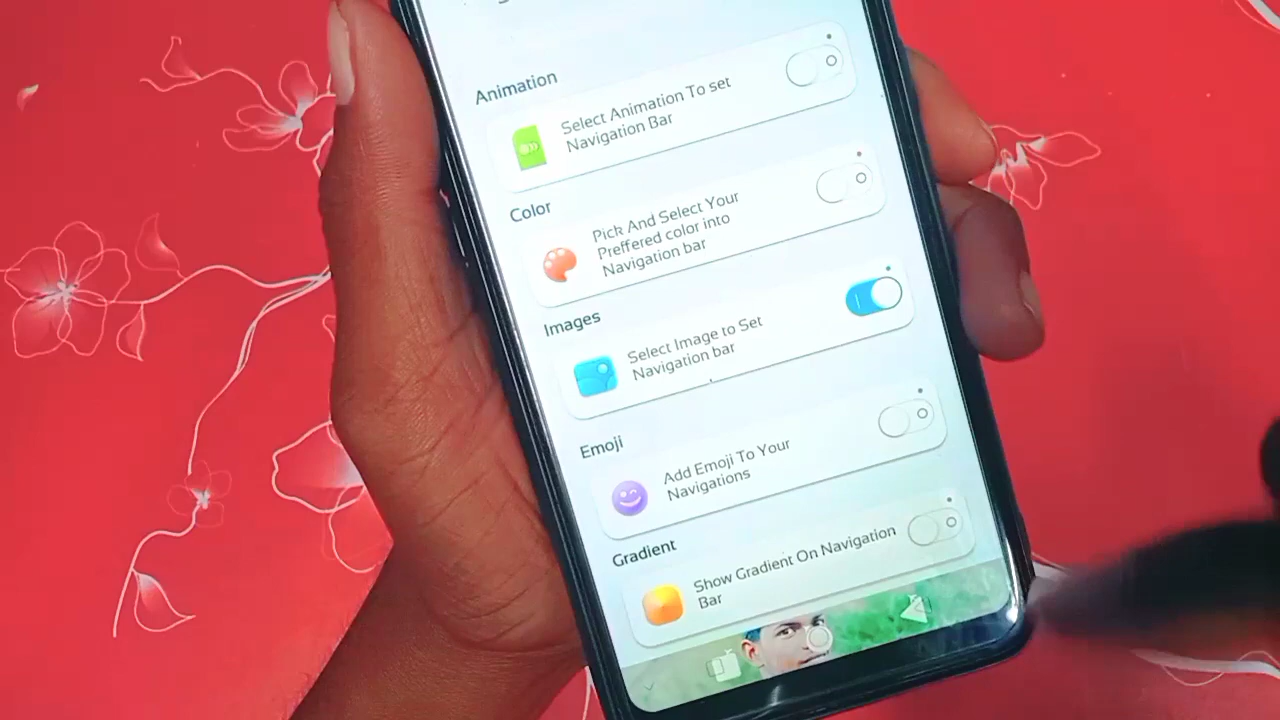 Animation
Select Animation To set
Navigation Bar
Color
Pick And Select Your
Preffered color into
Navigation bar
Images
Select Image to Set
Navigation bar
Emoji
Add Emoji To Your
Navigations
Gradient
Show Gradient On Navigation
Bar